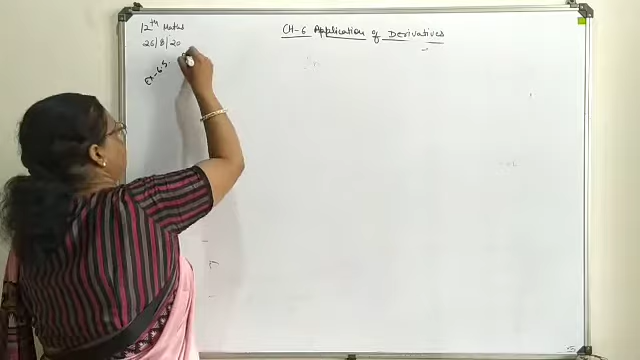 12th Maths
CH-6 Application of Derivatives
26/8/20
Ex-6.5